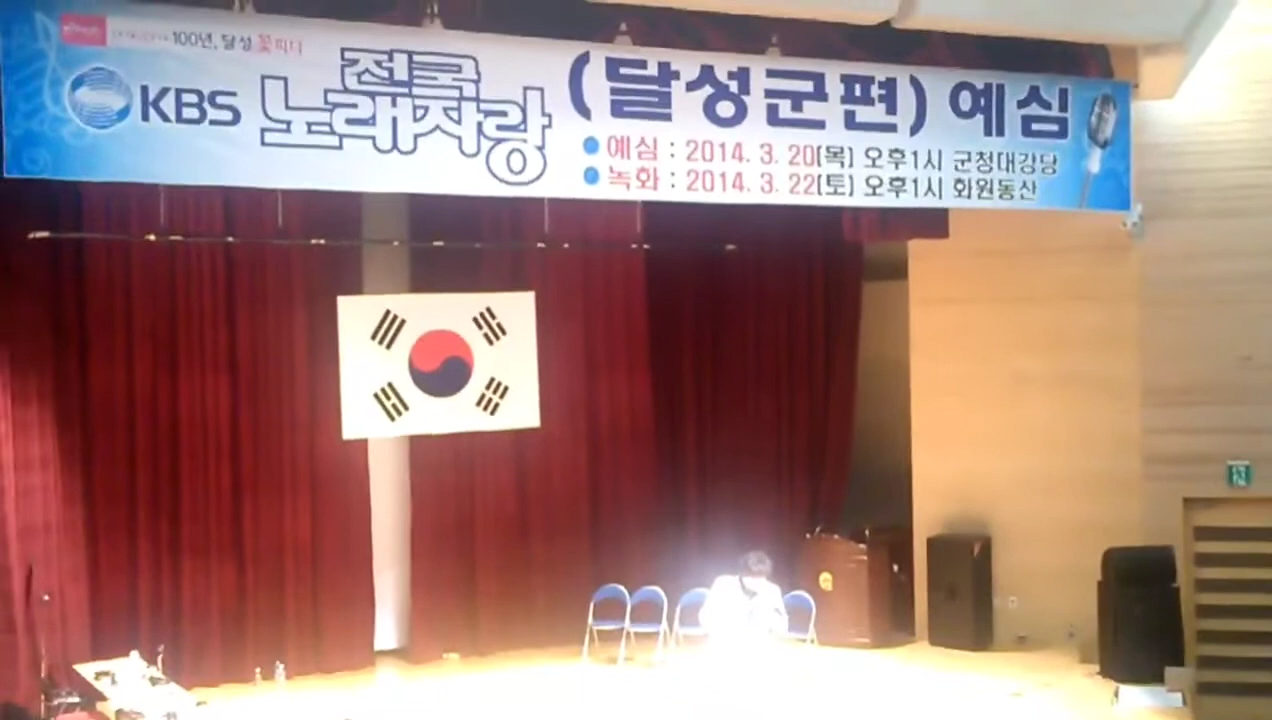 100년, 달성 꽃피다
KBS 전국
노래자랑
(달성군편) 예심
예심 : 2014. 3. 20(목) 오후1시 군청대강당
녹화 : 2014. 3. 22(토) 오후1시 화원동산